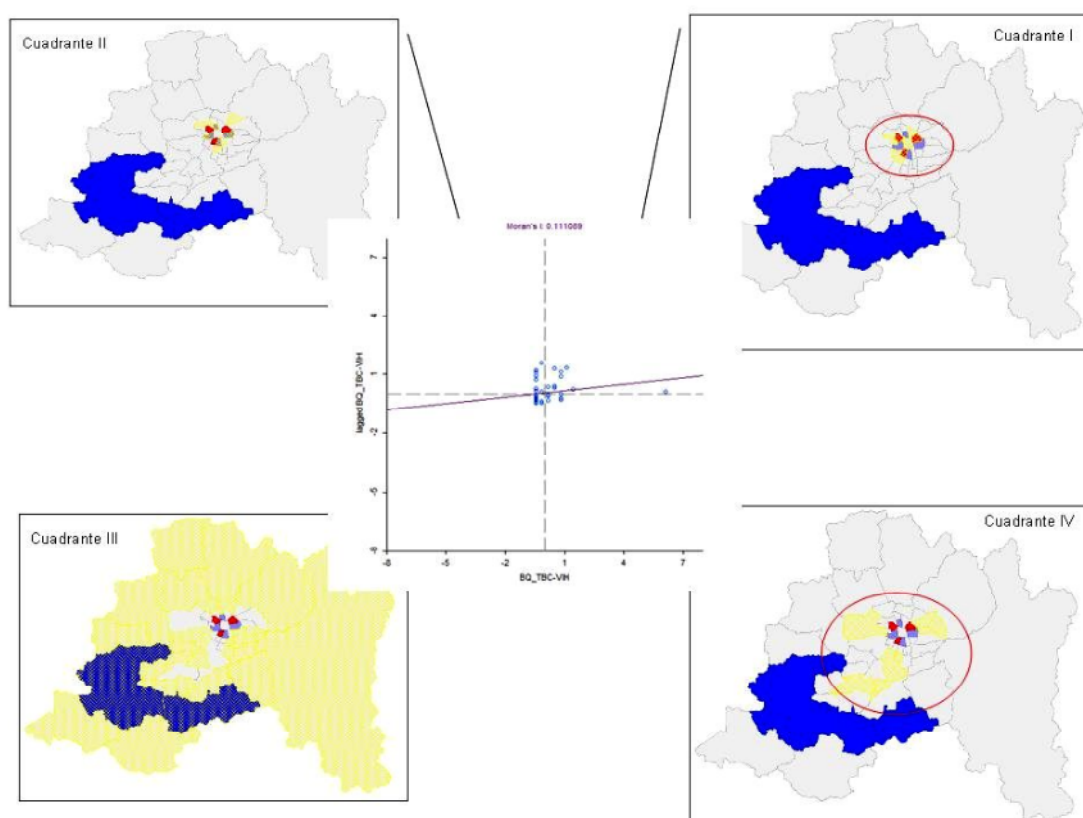 Cuadrante II
Cuadrante I
Moran's I: 0.111089
7
4
1
-2
-5
-8
lagged BQ_TBC-VIH
-8
-5
-2
1
4
7
BQ_TBC-VIH
Cuadrante III
Cuadrante IV